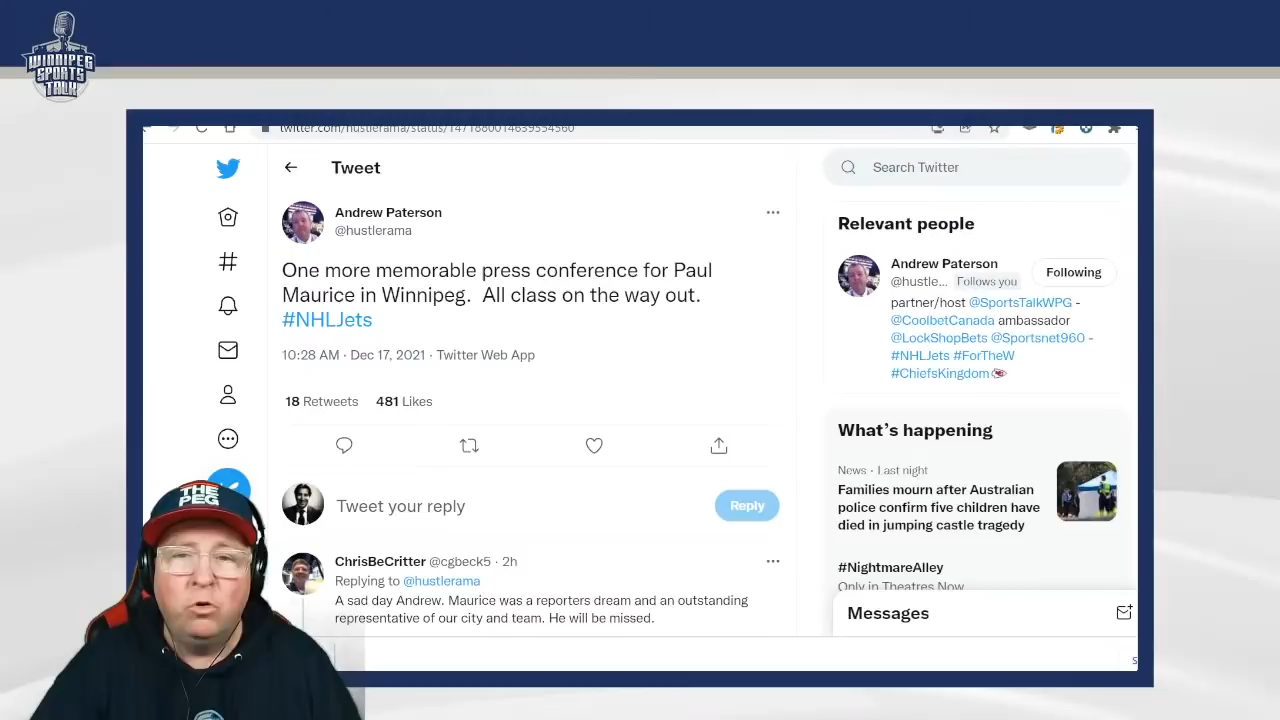 WINNIPEG
SPORTS
TALK
Tweet
Search Twitter
Andrew Paterson
@hustlerama
One more memorable press conference for Paul
Maurice in Winnipeg. All class on the way out.
#NHLJets
10:28 AM · Dec 17, 2021 · Twitter Web App
18 Retweets 481 Likes
Tweet your reply
Reply
ChrisBeCritter @cgbeck5 · 2h
Replying to @hustlerama
A sad day Andrew. Maurice was a reporters dream and an outstanding
representative of our city and team. He will be missed.
Relevant people
Andrew Paterson
@hustle... Follows you
Following
partner/host @SportsTalkWPG -
@CoolbetCanada ambassador
@LockShopBets @Sportsnet960 -
#NHLJets #ForTheW
#ChiefsKingdom
What's happening
News · Last night
Families mourn after Australian
police confirm five children have
died in jumping castle tragedy
#NightmareAlley
Only in Theatres Now
Messages
THE
PEG